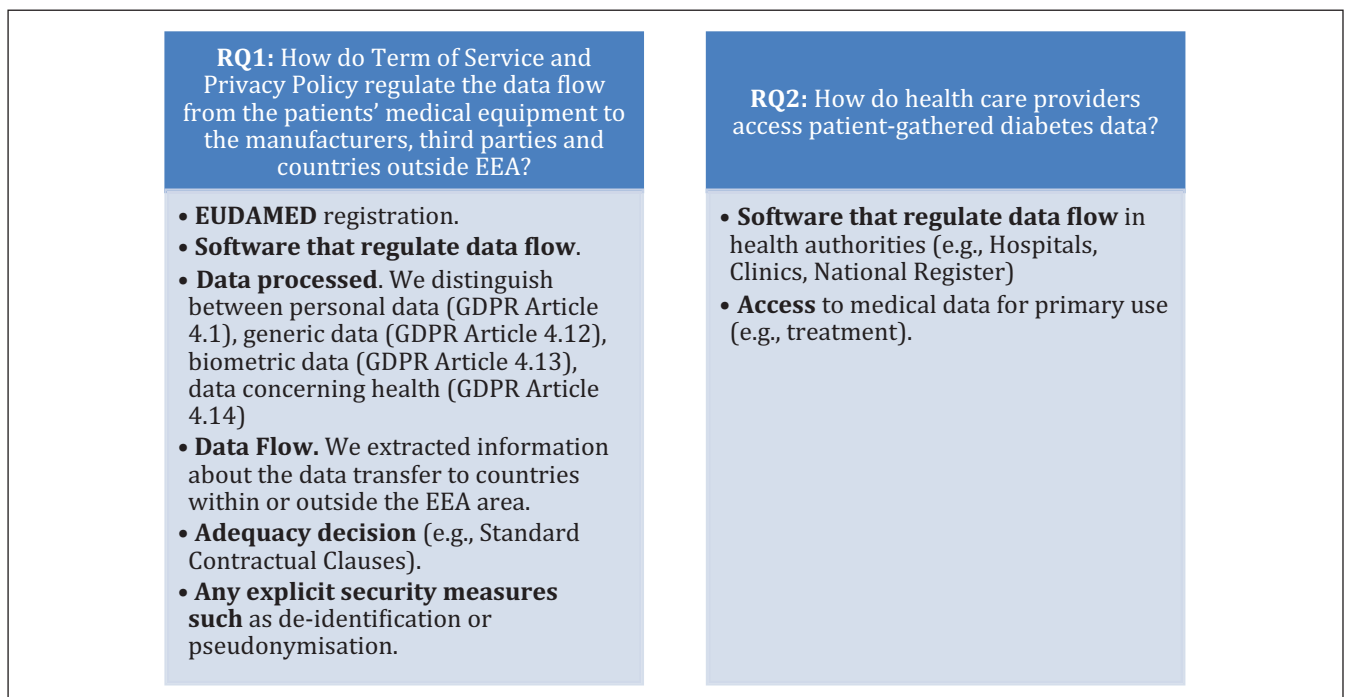 RQ1: How do Term of Service and
Privacy Policy regulate the data flow
from the patients’ medical equipment to
the manufacturers, third parties and
countries outside EEA?
• EUDAMED registration.
• Software that regulate data flow.
• Data processed. We distinguish
between personal data (GDPR Article
4.1), generic data (GDPR Article 4.12),
biometric data (GDPR Article 4.13),
data concerning health (GDPR Article
4.14)
• Data Flow. We extracted information
about the data transfer to countries
within or outside the EEA area.
• Adequacy decision (e.g., Standard
Contractual Clauses).
• Any explicit security measures
such as de-identification or
pseudonymisation.
RQ2: How do health care providers
access patient-gathered diabetes data?
• Software that regulate data flow in
health authorities (e.g., Hospitals,
Clinics, National Register)
• Access to medical data for primary use
(e.g., treatment).